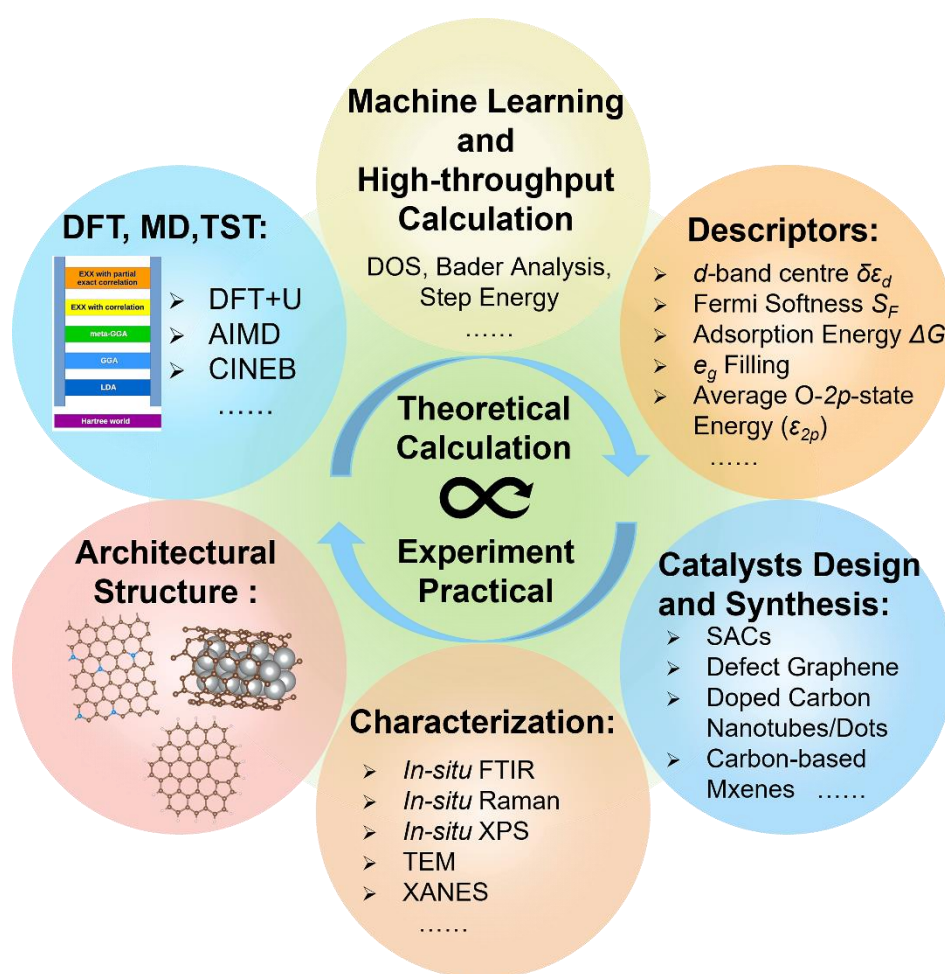 Machine Learning
and
High-throughput
Calculation
DOS, Bader Analysis,
Step Energy
......
DFT, MD,TST:
EXX with partial
exact correlation
EXX with correlation
meta-GGA
GGA
LDA
Hartree world
➢ DFT+U
➢ AIMD
➢ CINEB
......
Descriptors:
➢ d-band centre δε_d
➢ Fermi Softness S_F
➢ Adsorption Energy ΔG
➢ e_g Filling
➢ Average O-2p-state
Energy (ε_2p)
......
Theoretical
Calculation
Experiment
Practical
Architectural
Structure :
Catalysts Design
and Synthesis:
➢ SACs
➢ Defect Graphene
➢ Doped Carbon
Nanotubes/Dots
➢ Carbon-based
Mxenes ......
Characterization:
➢ In-situ FTIR
➢ In-situ Raman
➢ In-situ XPS
➢ TEM
➢ XANES
......